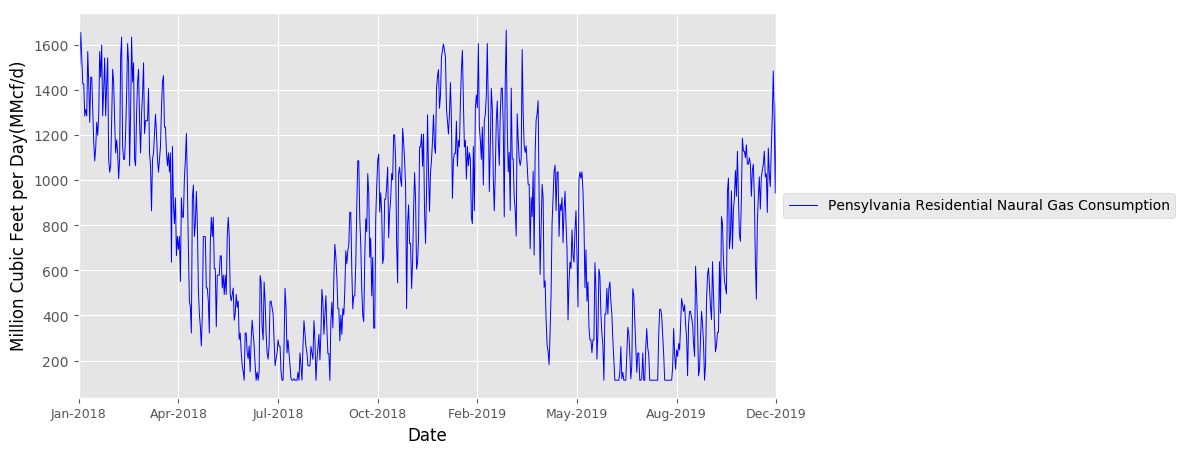 Million Cubic Feet per Day(MMcf/d)
1600
1400
1200
1000
800
600
400
200
Jan-2018 Apr-2018 Jul-2018 Oct-2018 Feb-2019 May-2019 Aug-2019 Dec-2019
Date
Pensylvania Residential Naural Gas Consumption